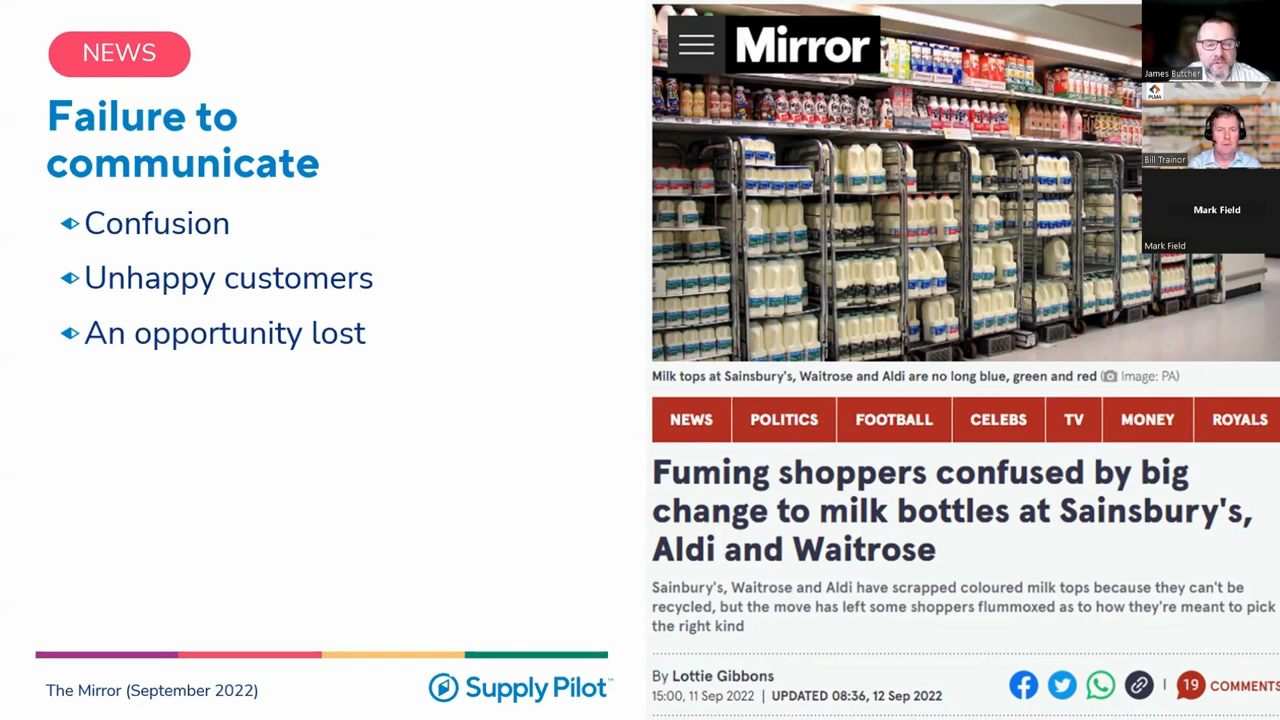 NEWS
Failure to
communicate
Confusion
Unhappy customers
An opportunity lost
The Mirror (September 2022)
Supply Pilot™
Mirror
Milk tops at Sainsbury's, Waitrose and Aldi are no long blue, green and red (Image: PA)
NEWS POLITICS FOOTBALL CELEBS TV MONEY ROYALS
Fuming shoppers confused by big
change to milk bottles at Sainsbury's,
Aldi and Waitrose
Sainbury's, Waitrose and Aldi have scrapped coloured milk tops because they can't be
recycled, but the move has left some shoppers flummoxed as to how they're meant to pick
the right kind
By Lottie Gibbons
15:00, 11 Sep 2022 | UPDATED 08:36, 12 Sep 2022
19 COMMENTS
James Butcher
PLMA
Bill Trainor
Mark Field
Mark Field